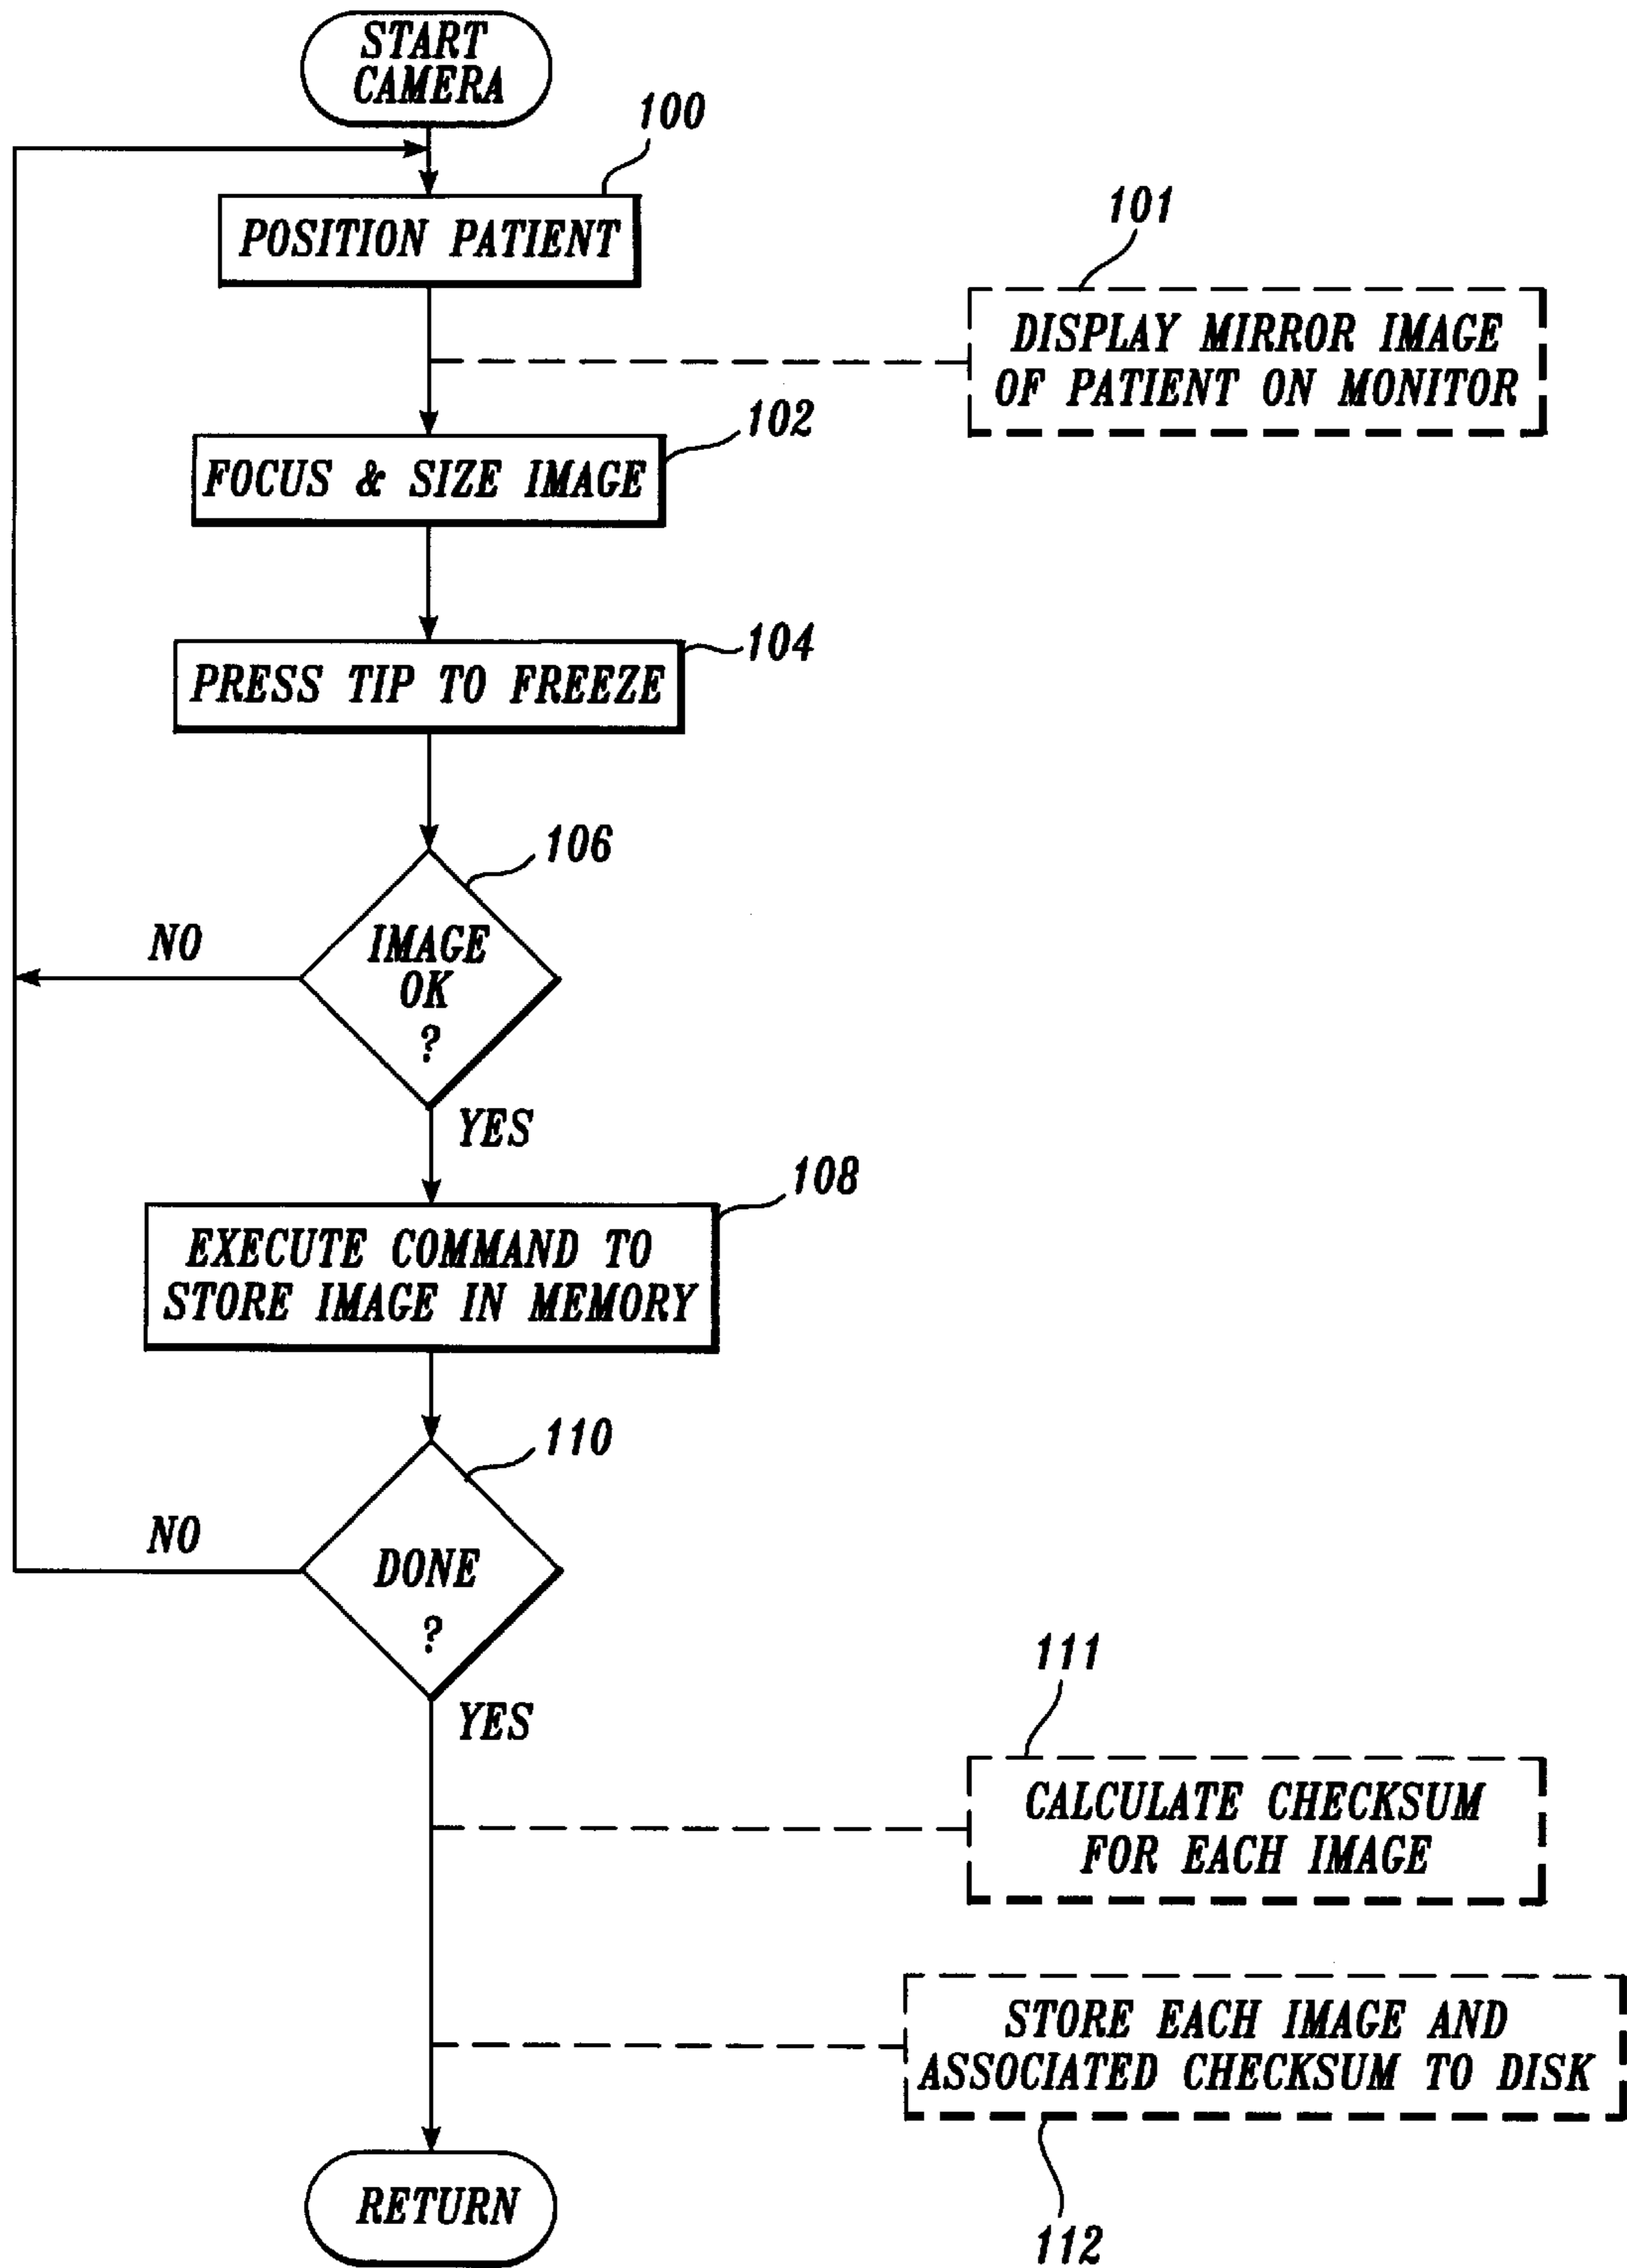 START
CAMERA
100
POSITION PATIENT
101
DISPLAY MIRROR IMAGE
OF PATIENT ON MONITOR
102
FOCUS & SIZE IMAGE
104
PRESS TIP TO FREEZE
106
NO
IMAGE
OK
?
YES
108
EXECUTE COMMAND TO
STORE IMAGE IN MEMORY
110
NO
DONE
?
YES
111
CALCULATE CHECKSUM
FOR EACH IMAGE
STORE EACH IMAGE AND
ASSOCIATED CHECKSUM TO DISK
112
RETURN